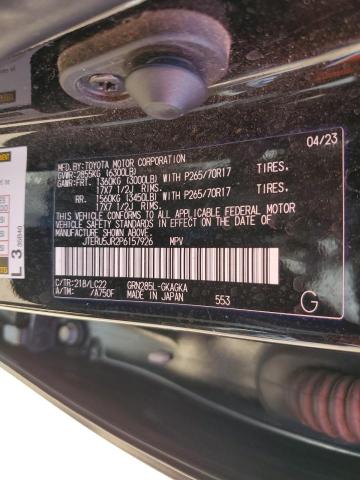 MFD.BY:TOYOTA MOTOR CORPORATION 04/23
GVWR:2855KG (6300LB)
GAWR:FRT. 1360KG (3000LB) WITH P265/70R17 TIRES.
17X7 1/2J RIMS.
RR. 1560KG (3450LB) WITH P265/70R17 TIRES.
17X7 1/2J RIMS.
THIS VEHICLE CONFORMS TO ALL APPLICABLE FEDERAL MOTOR
VEHICLE SAFETY STANDARDS IN EFFECT ON THE DATE OF
MANUFACTURE SHOWN ABOVE.
JTERU5JR2P6157926 MPV
C/TR:218/LC22 GRN285L-GKAGKA
A/TM: /A750F MADE IN JAPAN 553
G
L 3